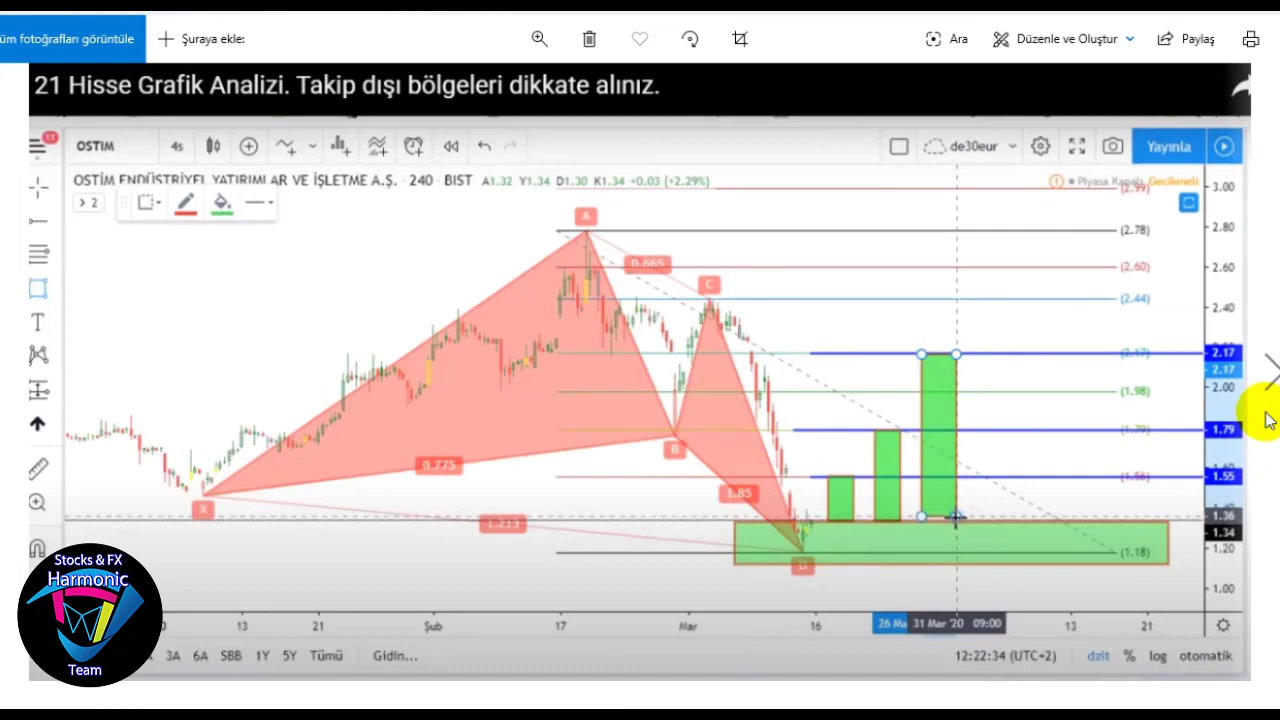 üm fotoğrafları görüntüle
Şuraya ekle:
Ara
Düzenle ve Oluştur
Paylaş
21 Hisse Grafik Analizi. Takip dışı bölgeleri dikkate alınız.
11
OSTIM
4s
de30eur
Yayınla
OSTİM ENDÜSTRİYEL YATIRIMLAR VE İŞLETME A.Ş. · 240 · BIST A1.32 Y1.34 D1.30 K1.34 +0.03 (+2.29%)
Piyasa Kapalı Gecikmeli
> 2
(2.99)
3.00
A
(2.78)
2.80
0.665
(2.60)
2.60
C
(2.44)
2.40
(2.17)
2.17
2.17
(1.98)
2.00
(1.79)
1.79
B
0.775
(1.56)
1.60
1.55
1.85
X
1.213
1.36
1.34
(1.18)
1.20
D
1.00
13
21
Şub
17
Mar
16
26 Ma
31 Mar '20 09:00
13
21
3A
6A
SBB
1Y
5Y
Tümü
Gidin...
12:22:34 (UTC+2)
dzlt
%
log
otomatik
Stocks & FX
Harmonic
Team